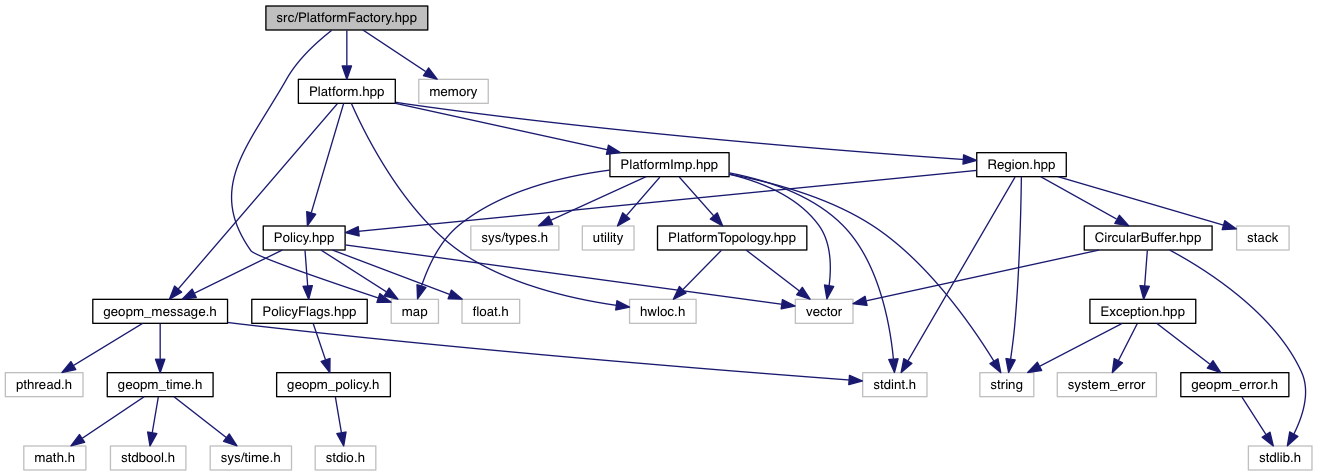 src/PlatformFactory.hpp
Platform.hpp
memory
PlatformImp.hpp
Region.hpp
Policy.hpp
sys/types.h
utility
PlatformTopology.hpp
CircularBuffer.hpp
stack
geopm_message.h
PolicyFlags.hpp
map
float.h
hwloc.h
vector
Exception.hpp
pthread.h
geopm_time.h
geopm_policy.h
stdint.h
string
system_error
geopm_error.h
math.h
stdbool.h
sys/time.h
stdio.h
stdlib.h